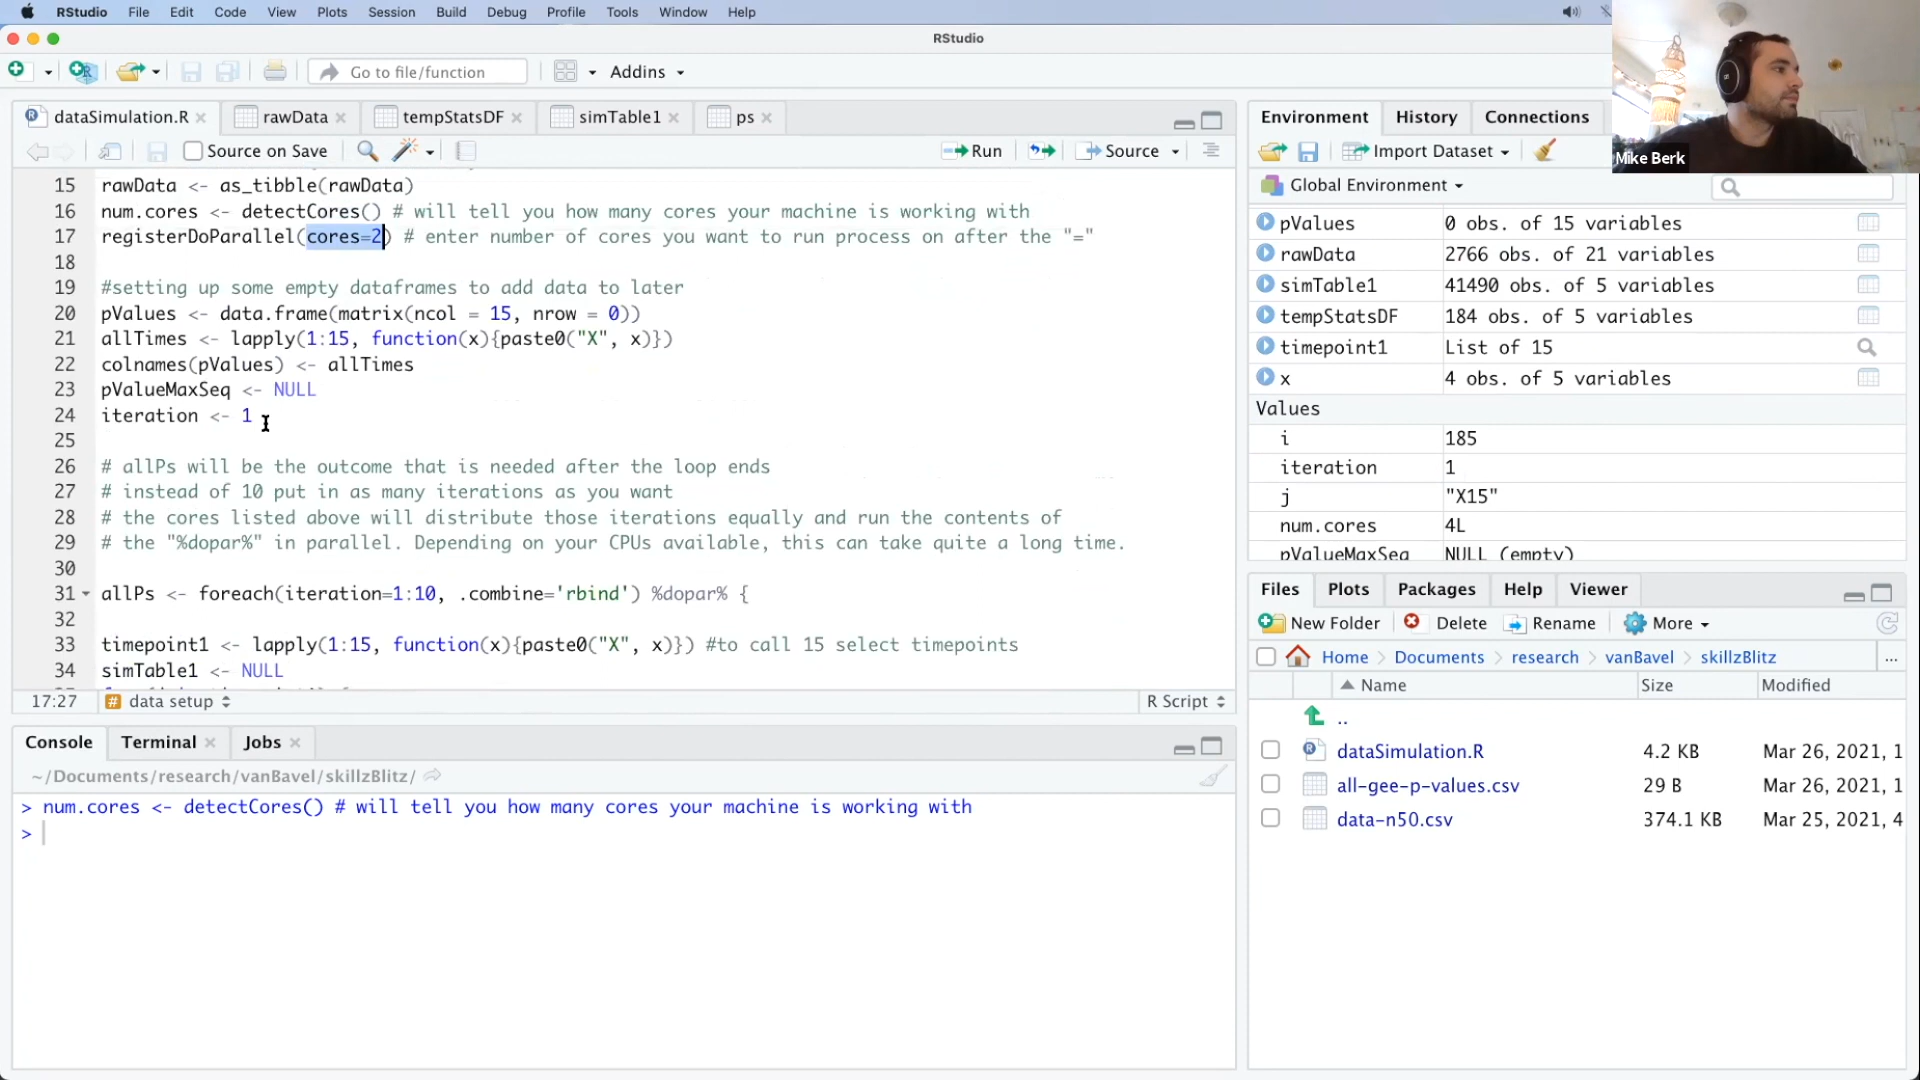 RStudio File Edit Code View Plots Session Build Debug Profile Tools Window Help
RStudio
Go to file/function Addins
dataSimulation.R rawData tempStatsDF simTable1 ps
Source on Save Run Source
15 rawData <- as_tibble(rawData)
16 num.cores <- detectCores() # will tell you how many cores your machine is working with
17 registerDoParallel(cores=2) # enter number of cores you want to run process on after the "="
18
19 #setting up some empty dataframes to add data to later
20 pValues <- data.frame(matrix(ncol = 15, nrow = 0))
21 allTimes <- lapply(1:15, function(x){paste0("X", x)})
22 colnames(pValues) <- allTimes
23 pValueMaxSeq <- NULL
24 iteration <- 1
25
26 # allPs will be the outcome that is needed after the loop ends
27 # instead of 10 put in as many iterations as you want
28 # the cores listed above will distribute those iterations equally and run the contents of
29 # the "%dopar%" in parallel. Depending on your CPUs available, this can take quite a long time.
30
31 allPs <- foreach(iteration=1:10, .combine='rbind') %dopar% {
32
33 timepoint1 <- lapply(1:15, function(x){paste0("X", x)}) #to call 15 select timepoints
34 simTable1 <- NULL
17:27 # data setup R Script
Console Terminal Jobs
~/Documents/research/vanBavel/skillzBlitz/
> num.cores <- detectCores() # will tell you how many cores your machine is working with
>
Environment History Connections
Import Dataset
Global Environment
pValues 0 obs. of 15 variables
rawData 2766 obs. of 21 variables
simTable1 41490 obs. of 5 variables
tempStatsDF 184 obs. of 5 variables
timepoint1 List of 15
x 4 obs. of 5 variables
Values
i 185
iteration 1
j "X15"
num.cores 4L
pValueMaxSeq NULL (empty)
Files Plots Packages Help Viewer
New Folder Delete Rename More
Home > Documents > research > vanBavel > skillzBlitz ...
Name Size Modified
..
dataSimulation.R 4.2 KB Mar 26, 2021, 1
all-gee-p-values.csv 29 B Mar 26, 2021, 1
data-n50.csv 374.1 KB Mar 25, 2021, 4
Mike Berk